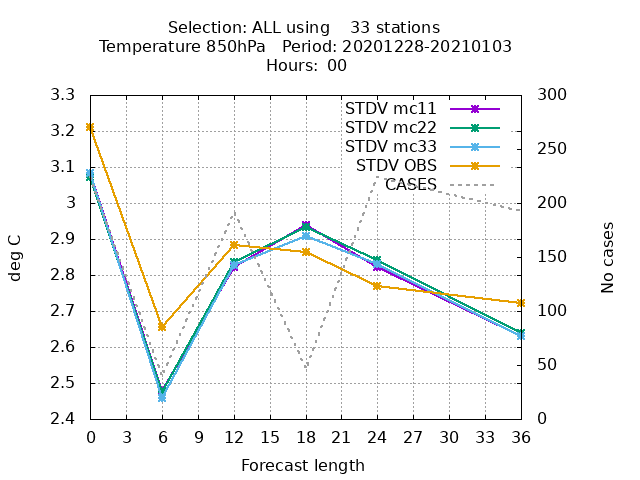 Selection: ALL using    33 stations
Temperature 850hPa   Period: 20201228-20210103
Hours: 00
3.3
3.2
3.1
3
2.9
2.8
2.7
2.6
2.5
2.4
deg C
STDV mc11
STDV mc22
STDV mc33
STDV OBS
CASES
300
250
200
150
100
50
0
No cases
0 3 6 9 12 15 18 21 24 27 30 33 36
Forecast length